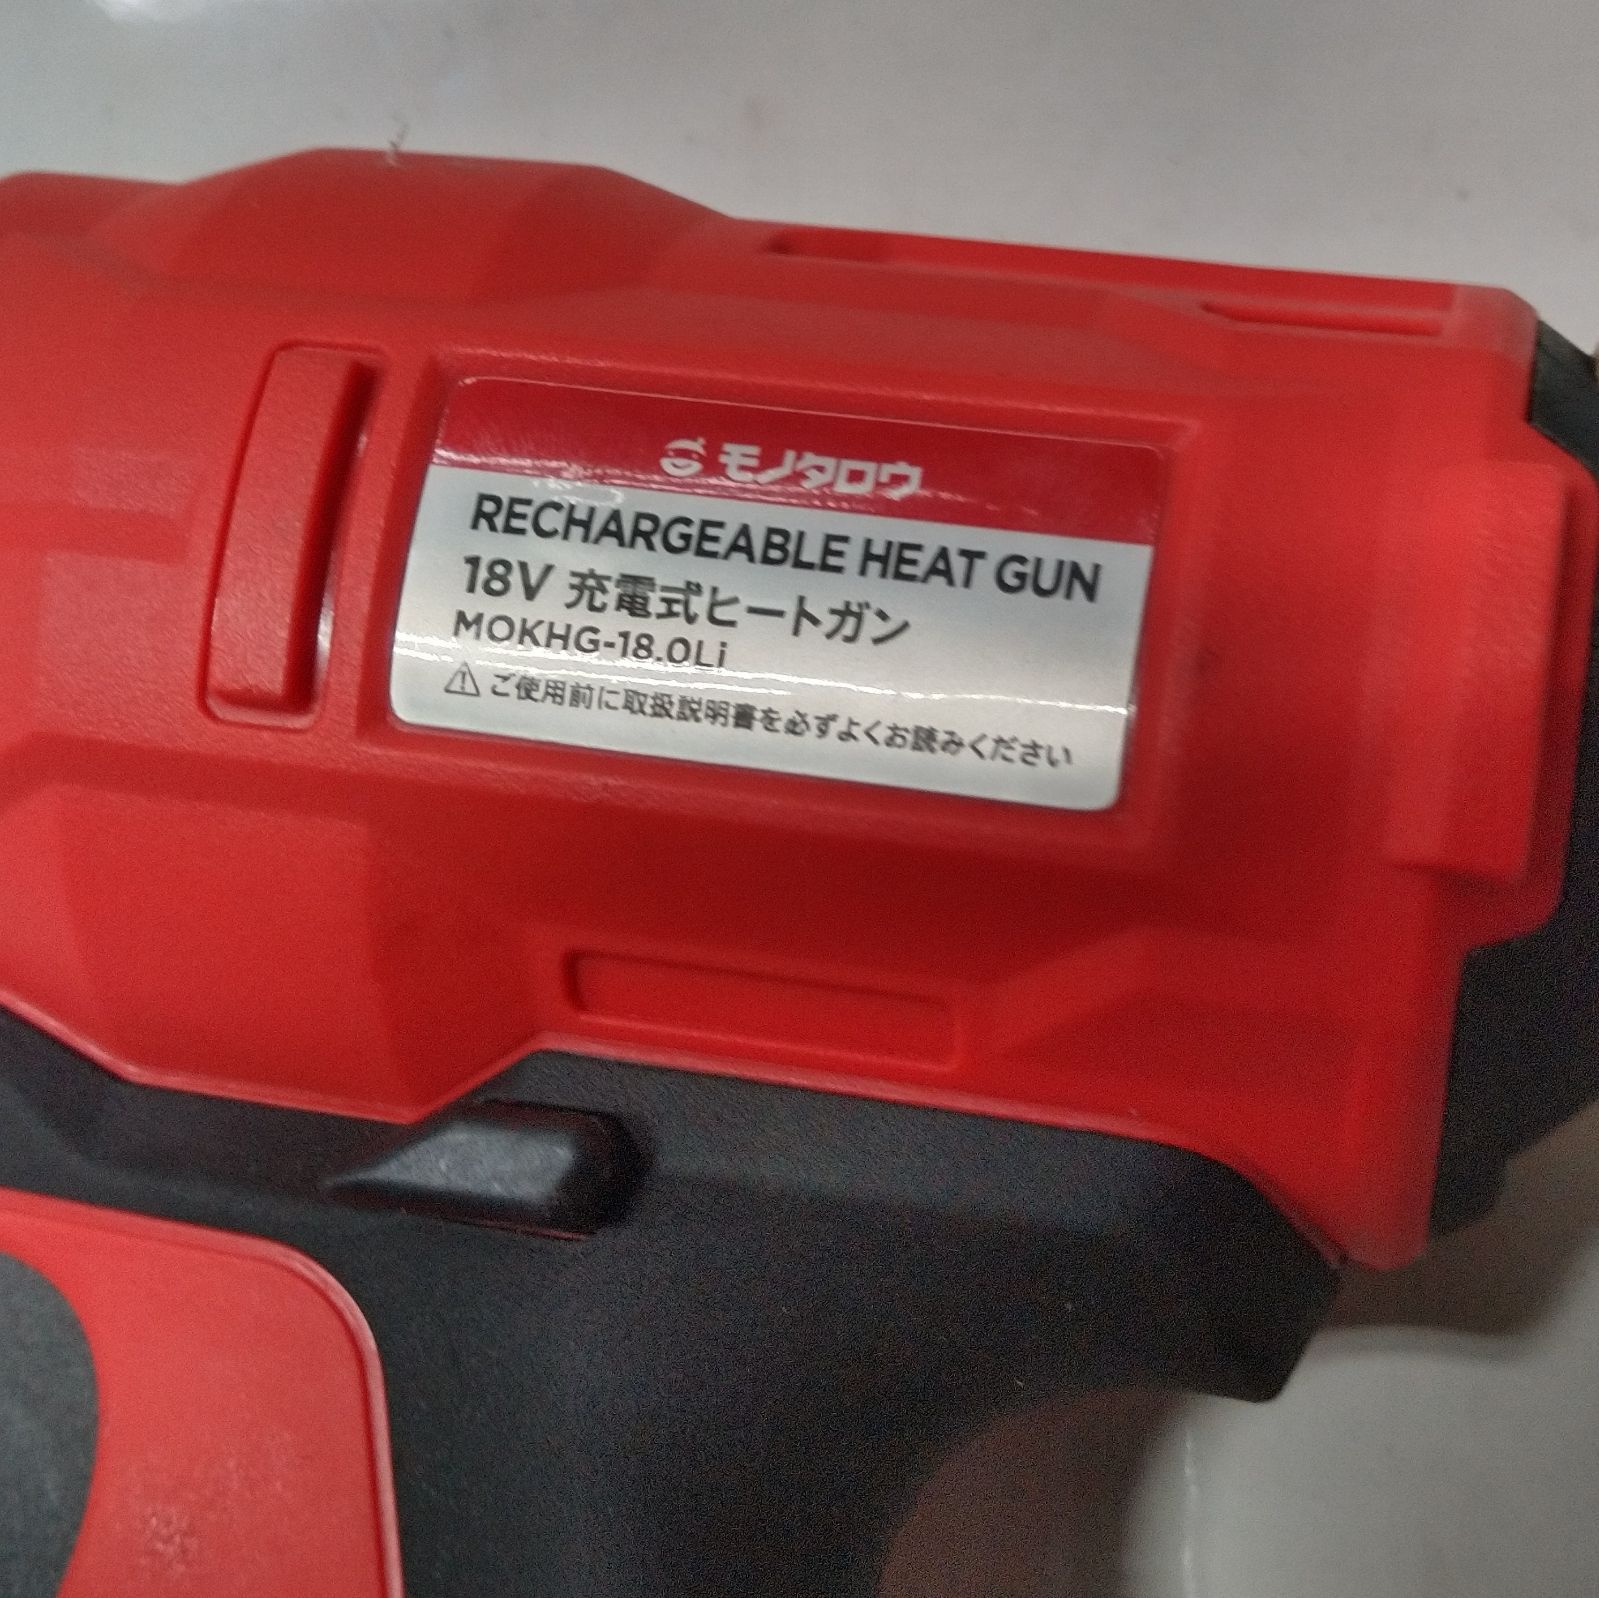 モノタロウ
RECHARGEABLE HEAT GUN
18V 充電式ヒートガン
MOKHG-18.0Li
ご使用前に取扱説明書を必ずよくお読みください